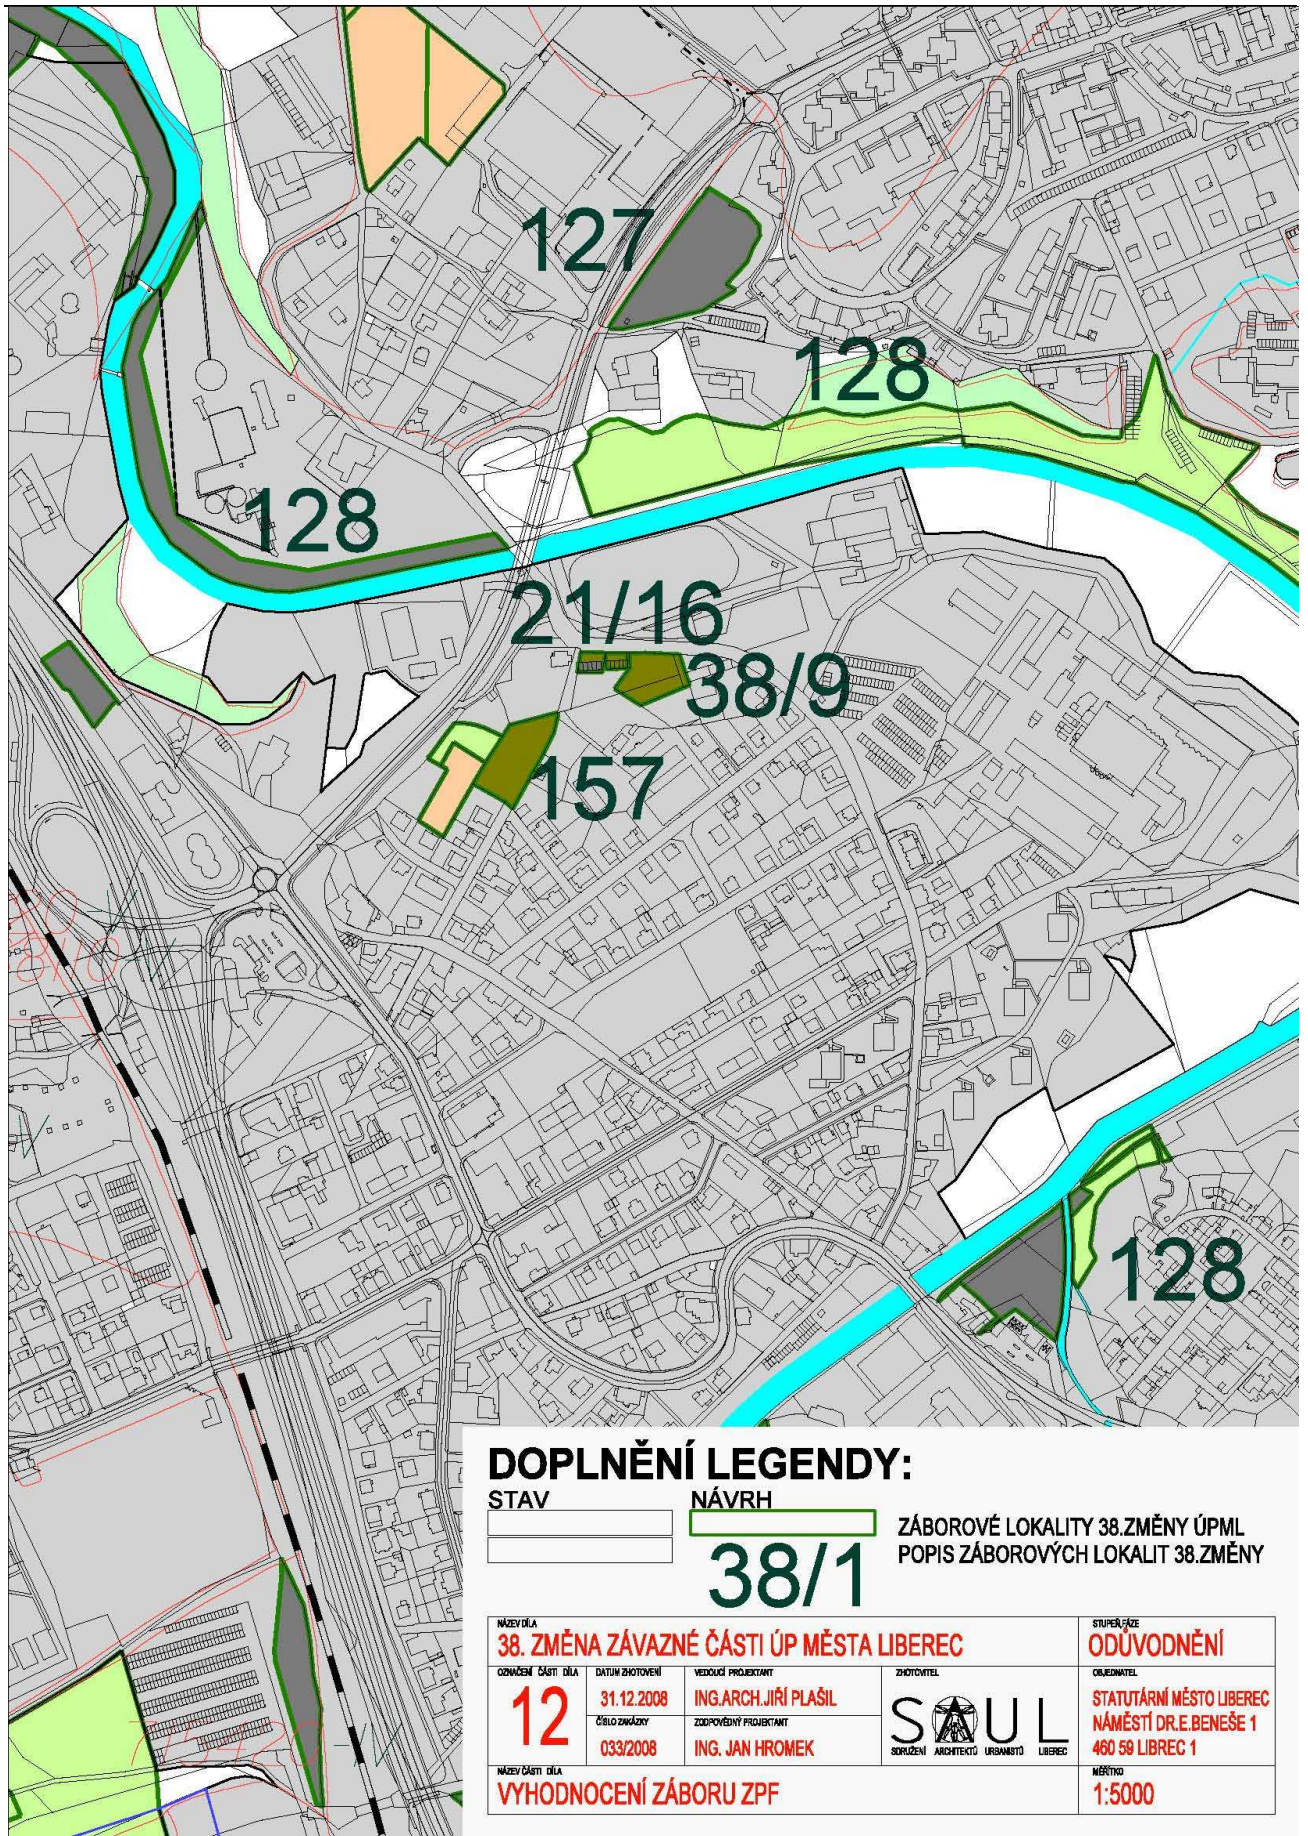 127
128
128
21/16
38/9
157
128
DOPLNĚNÍ LEGENDY:
STAV NÁVRH
ZÁBOROVÉ LOKALITY 38.ZMĚNY ÚPML
38/1 POPIS ZÁBOROVÝCH LOKALIT 38.ZMĚNY
NÁZEV DÍLA
38. ZMĚNA ZÁVAZNÉ ČÁSTI ÚP MĚSTA LIBEREC
STUPEŇ,FÁZE
ODŮVODNĚNÍ
OZNAČENÍ ČÁSTI DÍLA
12
DATUM ZHOTOVENÍ
31.12.2008
ČÍSLO ZAKÁZKY
033/2008
VEDOUCÍ PROJEKTANT
ING.ARCH.JIŘÍ PLAŠIL
ZODPOVĚDNÝ PROJEKTANT
ING. JAN HROMEK
ZHOTOVITEL
SAUL
SDRUŽENÍ ARCHITEKTŮ URBANISTŮ LIBEREC
OBJEDNATEL
STATUTÁRNÍ MĚSTO LIBEREC
NÁMĚSTÍ DR.E.BENEŠE 1
460 59 LIBREC 1
NÁZEV ČÁSTI DÍLA
VYHODNOCENÍ ZÁBORU ZPF
MĚŘÍTKO
1:5000